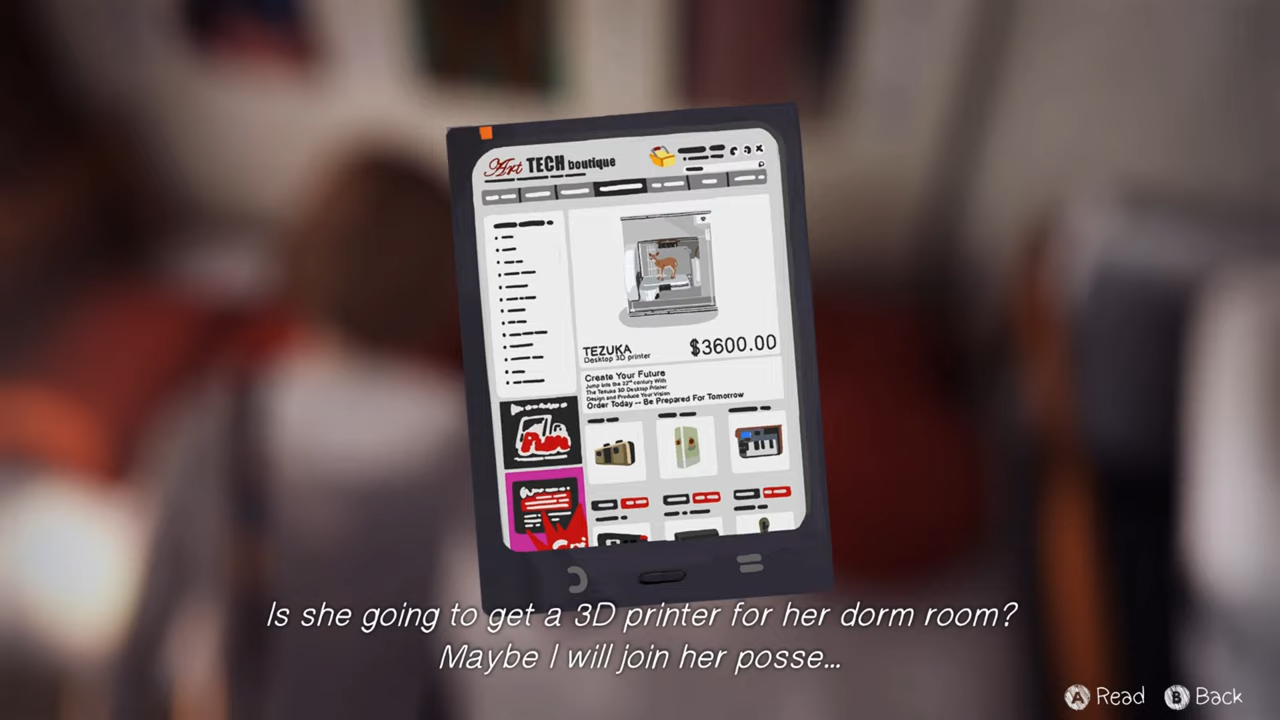 Art TECH boutique
$3600.00
TEZUKA
Desktop 3D printer
Create Your Future
Jump into the 22nd century With
The Tezuka 3D Desktop Printer
Design and Produce Your Vision
Order Today -- Be Prepared For Tomorrow
Is she going to get a 3D printer for her dorm room?
Maybe I will join her posse...
A Read B Back